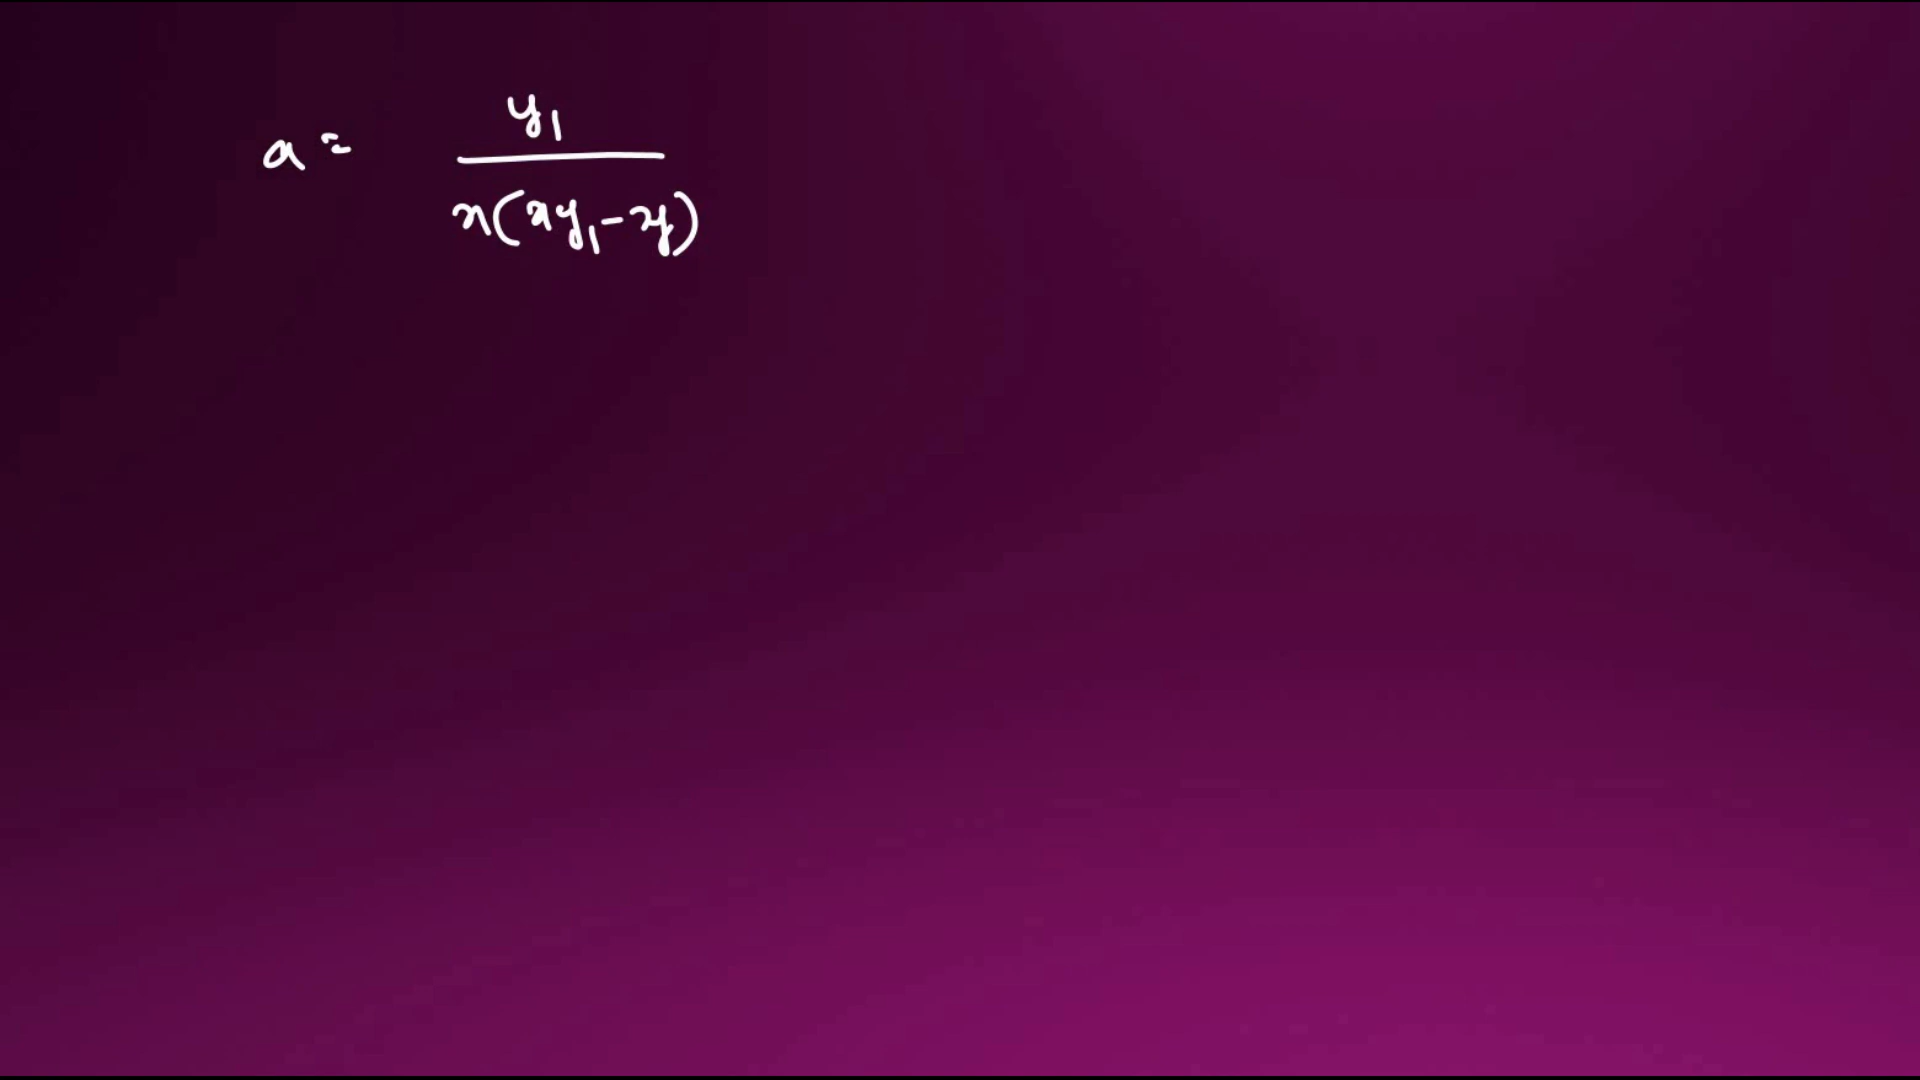 a = y₁
x(xy₁-y)